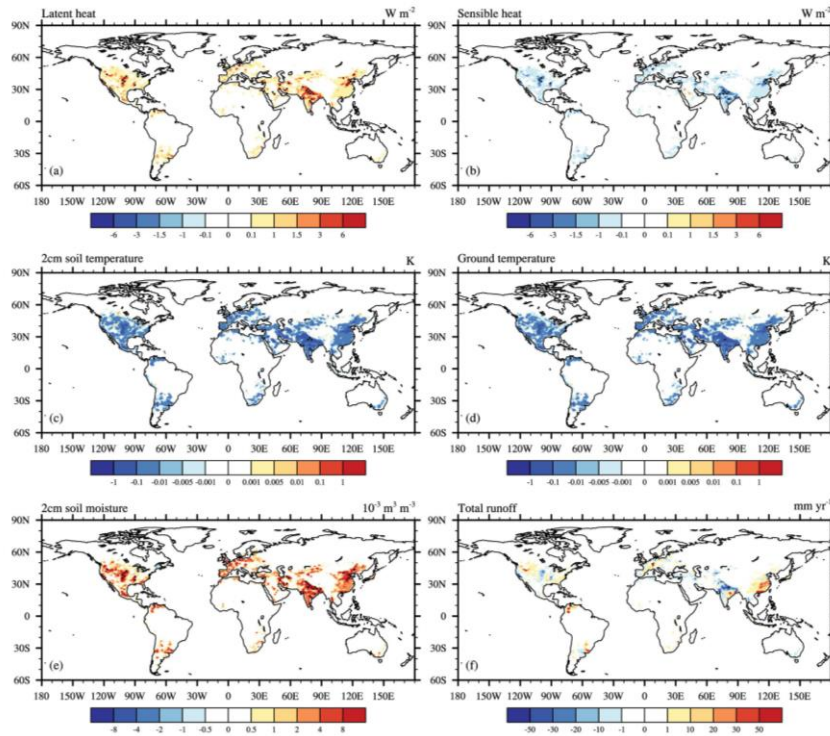 Latent heat W m⁻²
90N
60N
30N
0
30S
60S
(a)
180 150W 120W 90W 60W 30W 0 30E 60E 90E 120E 150E
-6 -3 -1.5 -1 -0.1 0 0.1 1 1.5 3 6
Sensible heat W m⁻²
90N
60N
30N
0
30S
60S
(b)
180 150W 120W 90W 60W 30W 0 30E 60E 90E 120E 150E
-6 -3 -1.5 -1 -0.1 0 0.1 1 1.5 3 6
2cm soil temperature K
90N
60N
30N
0
30S
60S
(c)
180 150W 120W 90W 60W 30W 0 30E 60E 90E 120E 150E
-1 -0.1 -0.01 -0.005 -0.001 0 0.001 0.005 0.01 0.1 1
Ground temperature K
90N
60N
30N
0
30S
60S
(d)
180 150W 120W 90W 60W 30W 0 30E 60E 90E 120E 150E
-1 -0.1 -0.01 -0.005 -0.001 0 0.001 0.005 0.01 0.1 1
2cm soil moisture 10⁻³ m³ m⁻³
90N
60N
30N
0
30S
60S
(e)
180 150W 120W 90W 60W 30W 0 30E 60E 90E 120E 150E
-8 -4 -2 -1 -0.5 0 0.5 1 2 4 8
Total runoff mm yr⁻¹
90N
60N
30N
0
30S
60S
(f)
180 150W 120W 90W 60W 30W 0 30E 60E 90E 120E 150E
-50 -30 -20 -10 -1 0 1 10 20 30 50